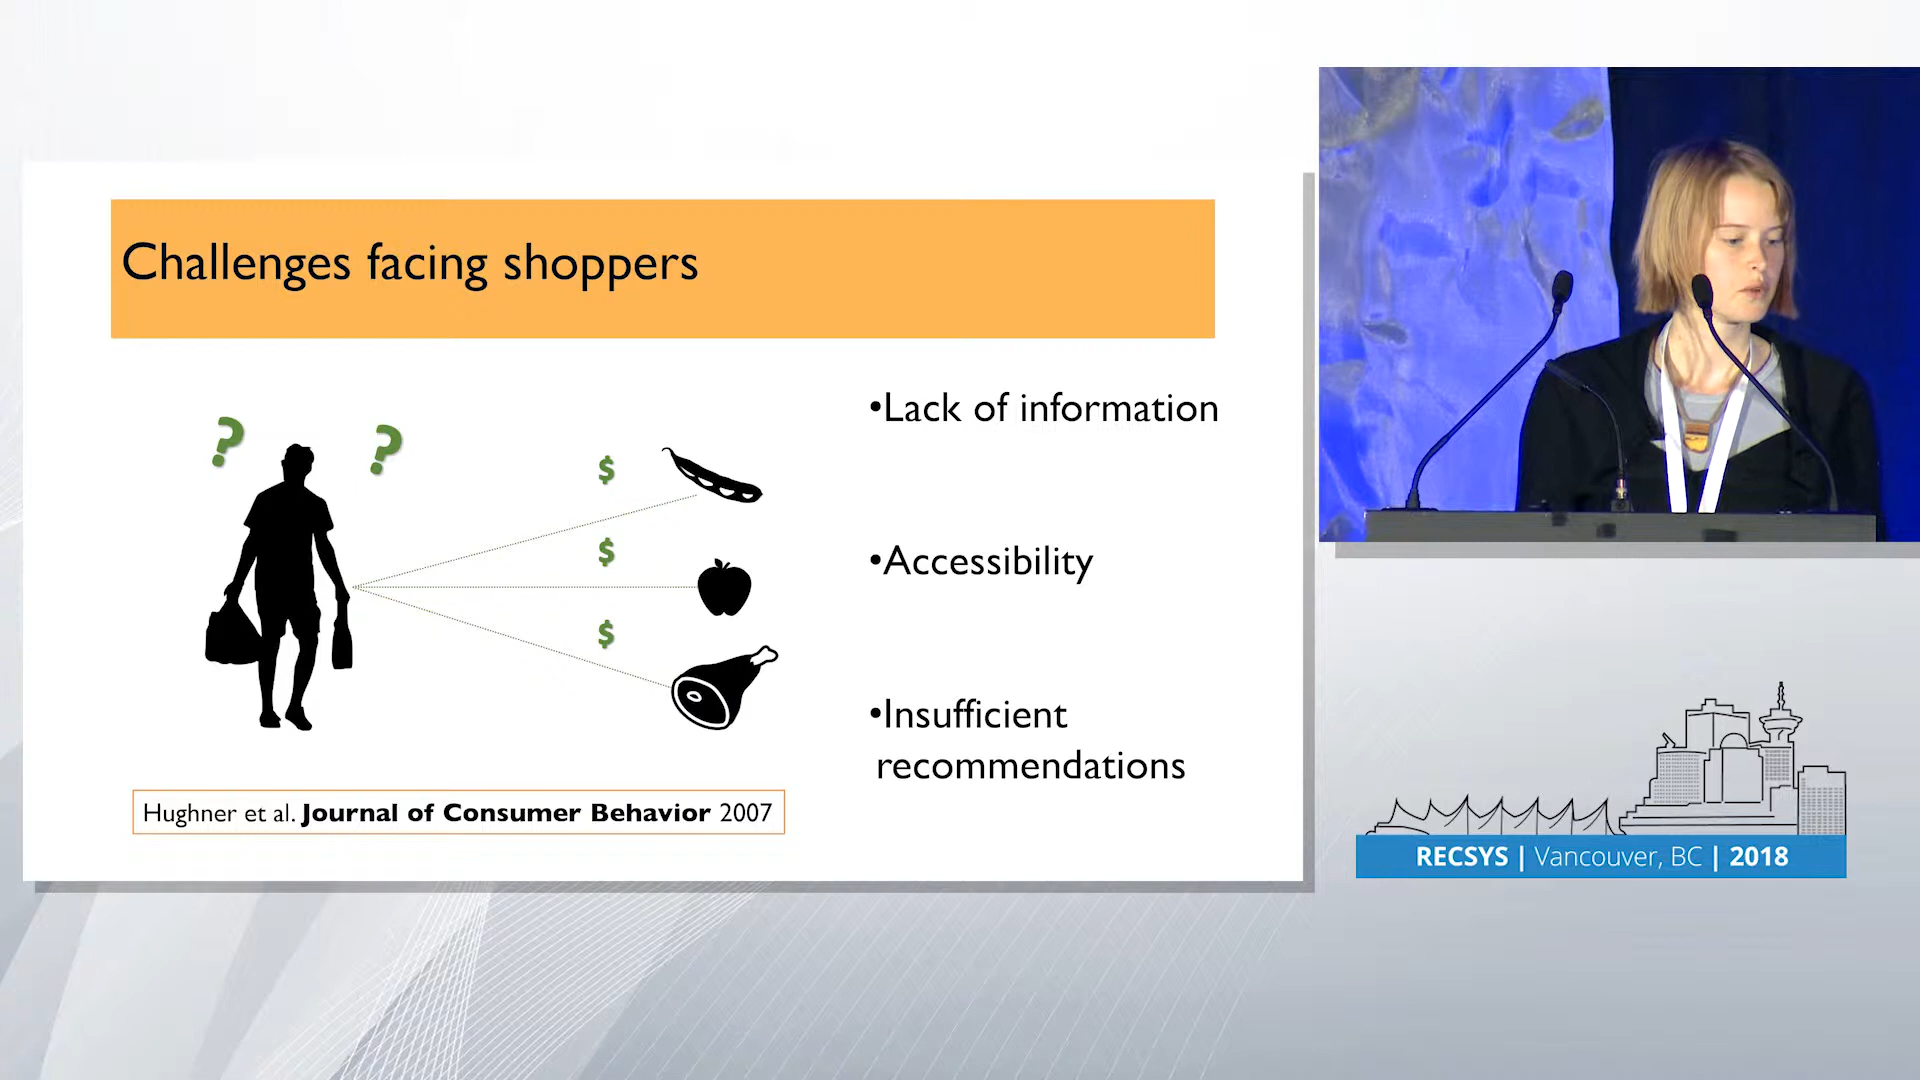 Challenges facing shoppers
? ?
$
$
$
•Lack of information
•Accessibility
•Insufficient
recommendations
Hughner et al. Journal of Consumer Behavior 2007
RECSYS | Vancouver, BC | 2018